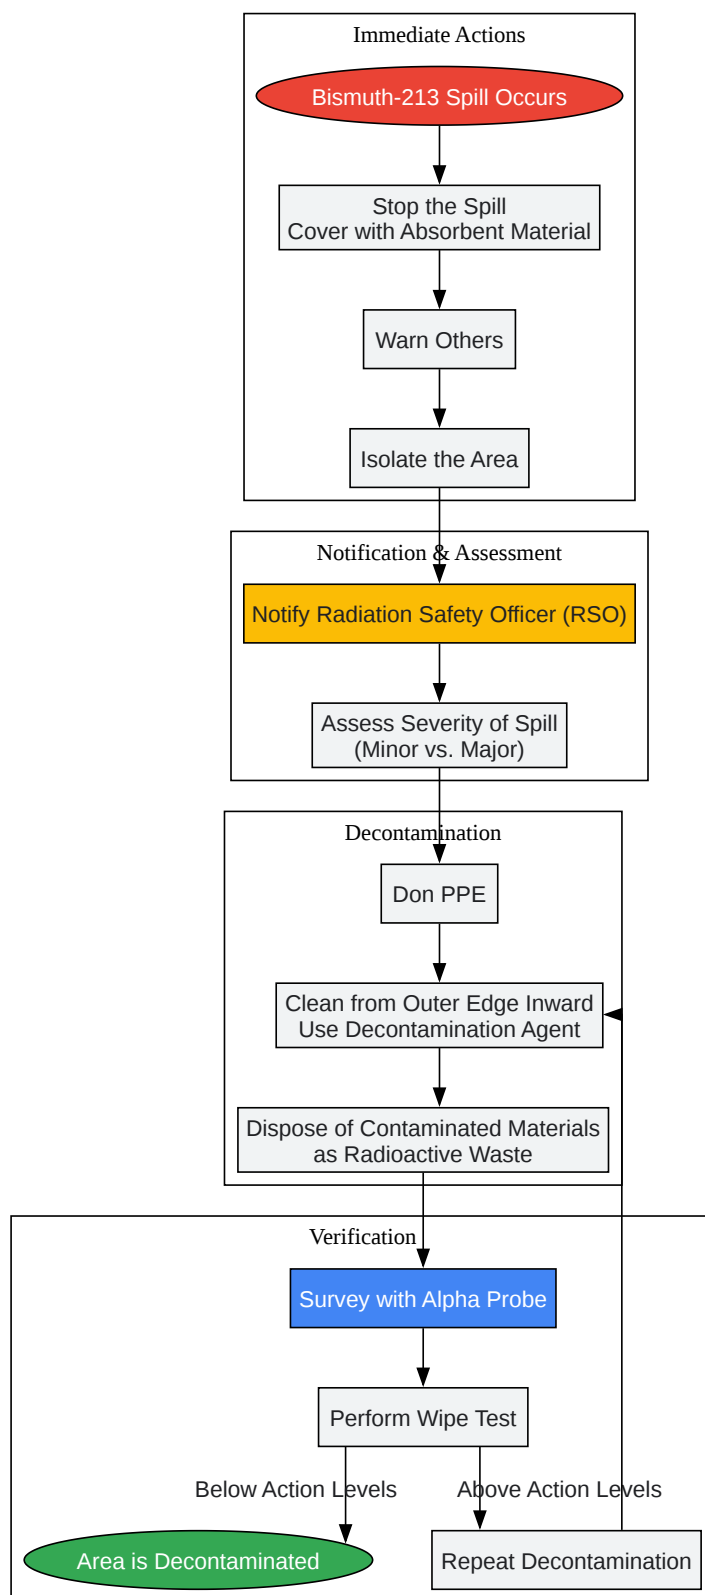 Immediate Actions
Bismuth-213 Spill Occurs
Stop the Spill
Cover with Absorbent Material
Warn Others
Isolate the Area
Notification & Assessment
Notify Radiation Safety Officer (RSO)
Assess Severity of Spill
(Minor vs. Major)
Decontamination
Don PPE
Clean from Outer Edge Inward
Use Decontamination Agent
Dispose of Contaminated Materials
as Radioactive Waste
Verification
Survey with Alpha Probe
Perform Wipe Test
Below Action Levels
Above Action Levels
Area is Decontaminated
Repeat Decontamination